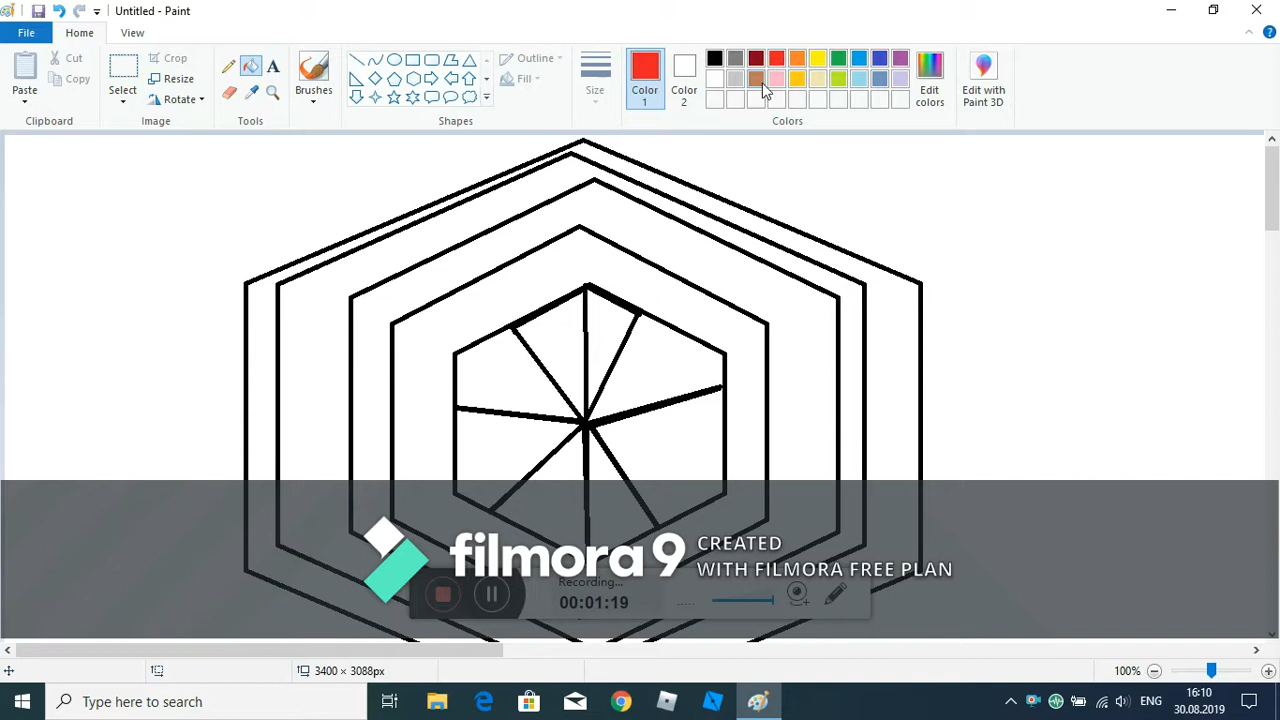 Untitled - Paint
File
Home
View
Paste
Cut
Copy
Clipboard
Select
Crop
Resize
Rotate
Image
A
Tools
Brushes
Outline
Fill
Shapes
Size
Color
1
Color
2
Edit
colors
Colors
Edit with
Paint 3D
filmora9
CREATED
WITH FILMORA FREE PLAN
Recording...
00:01:19
3400 × 3088px
100%
Type here to search
ENG
16:10
30.08.2019